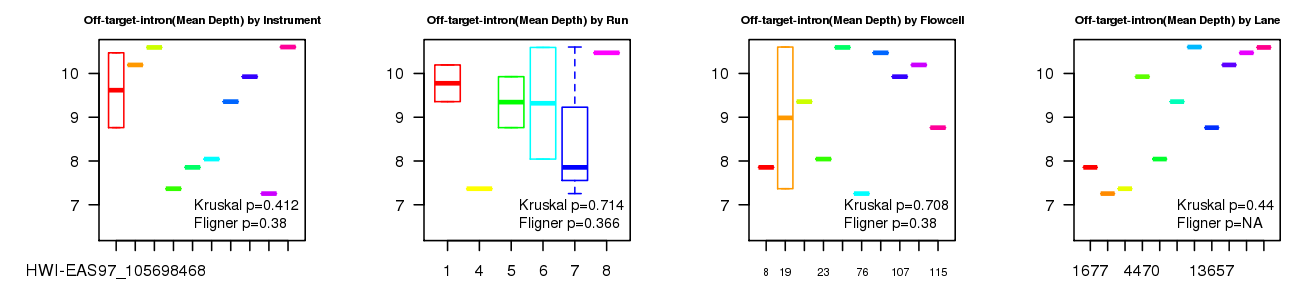 Off-target-intron(Mean Depth) by Instrument
10
9
8
7
Kruskal p=0.412
Fligner p=0.38
HWI-EAS97_105698468
Off-target-intron(Mean Depth) by Run
10
9
8
7
Kruskal p=0.714
Fligner p=0.366
1 4 5 6 7 8
Off-target-intron(Mean Depth) by Flowcell
10
9
8
7
Kruskal p=0.708
Fligner p=0.38
8 19 23 76 107 115
Off-target-intron(Mean Depth) by Lane
10
9
8
7
Kruskal p=0.44
Fligner p=NA
1677 4470 13657